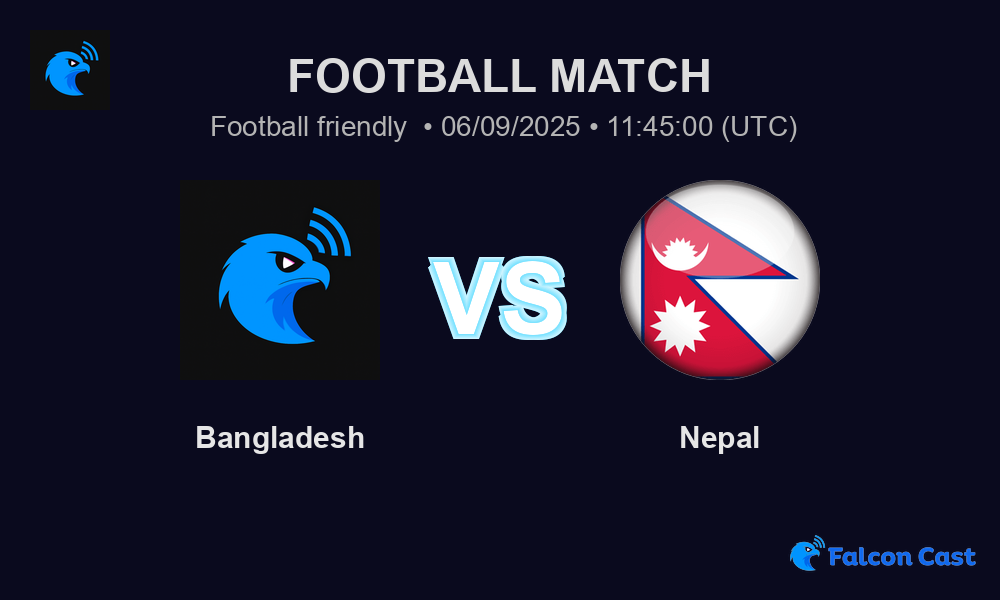 FOOTBALL MATCH
Football friendly • 06/09/2025 • 11:45:00 (UTC)
VS
Bangladesh
Nepal
Falcon Cast